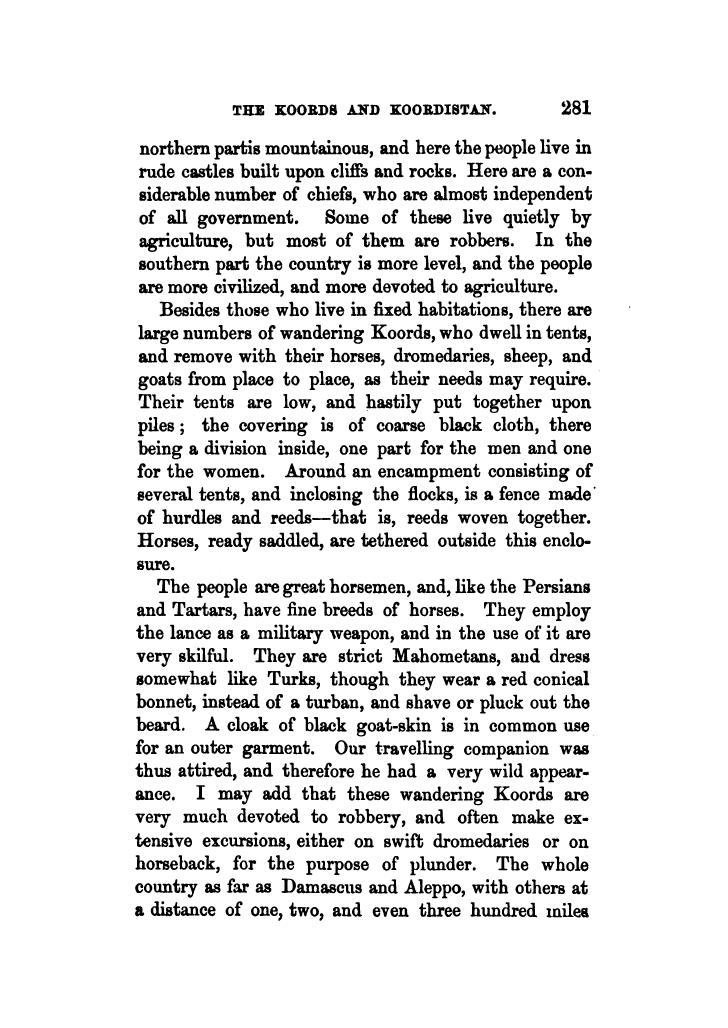 THE KOORDS AND KOORDISTAN. 281
northern partis mountainous, and here the people live in
rude castles built upon cliffs and rocks. Here are a con-
siderable number of chiefs, who are almost independent
of all government. Some of these live quietly by
agriculture, but most of them are robbers. In the
southern part the country is more level, and the people
are more civilized, and more devoted to agriculture.
Besides those who live in fixed habitations, there are
large numbers of wandering Koords, who dwell in tents,
and remove with their horses, dromedaries, sheep, and
goats from place to place, as their needs may require.
Their tents are low, and hastily put together upon
piles; the covering is of coarse black cloth, there
being a division inside, one part for the men and one
for the women. Around an encampment consisting of
several tents, and inclosing the flocks, is a fence made
of hurdles and reeds—that is, reeds woven together.
Horses, ready saddled, are tethered outside this enclo-
sure.
The people are great horsemen, and, like the Persians
and Tartars, have fine breeds of horses. They employ
the lance as a military weapon, and in the use of it are
very skilful. They are strict Mahometans, and dress
somewhat like Turks, though they wear a red conical
bonnet, instead of a turban, and shave or pluck out the
beard. A cloak of black goat-skin is in common use
for an outer garment. Our travelling companion was
thus attired, and therefore he had a very wild appear-
ance. I may add that these wandering Koords are
very much devoted to robbery, and often make ex-
tensive excursions, either on swift dromedaries or on
horseback, for the purpose of plunder. The whole
country as far as Damascus and Aleppo, with others at
a distance of one, two, and even three hundred miles